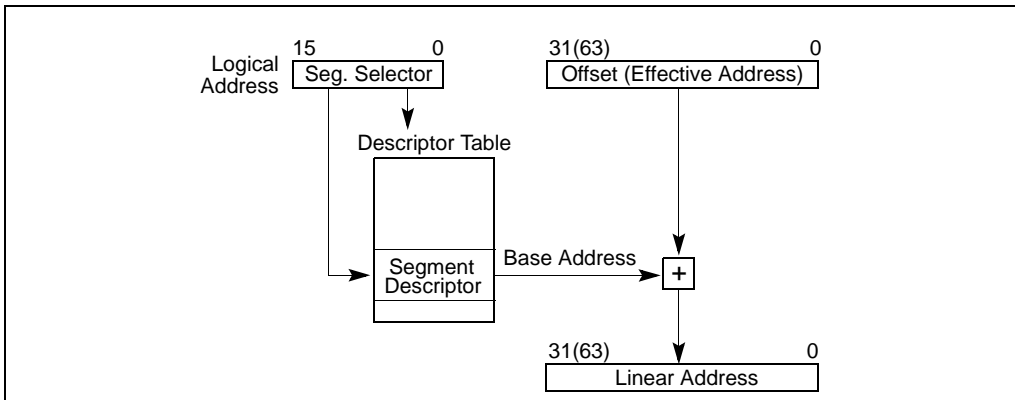 15 0
31(63) 0
Logical
Address
Seg. Selector
Offset (Effective Address)
Descriptor Table
Base Address
Segment
Descriptor
+
31(63) 0
Linear Address